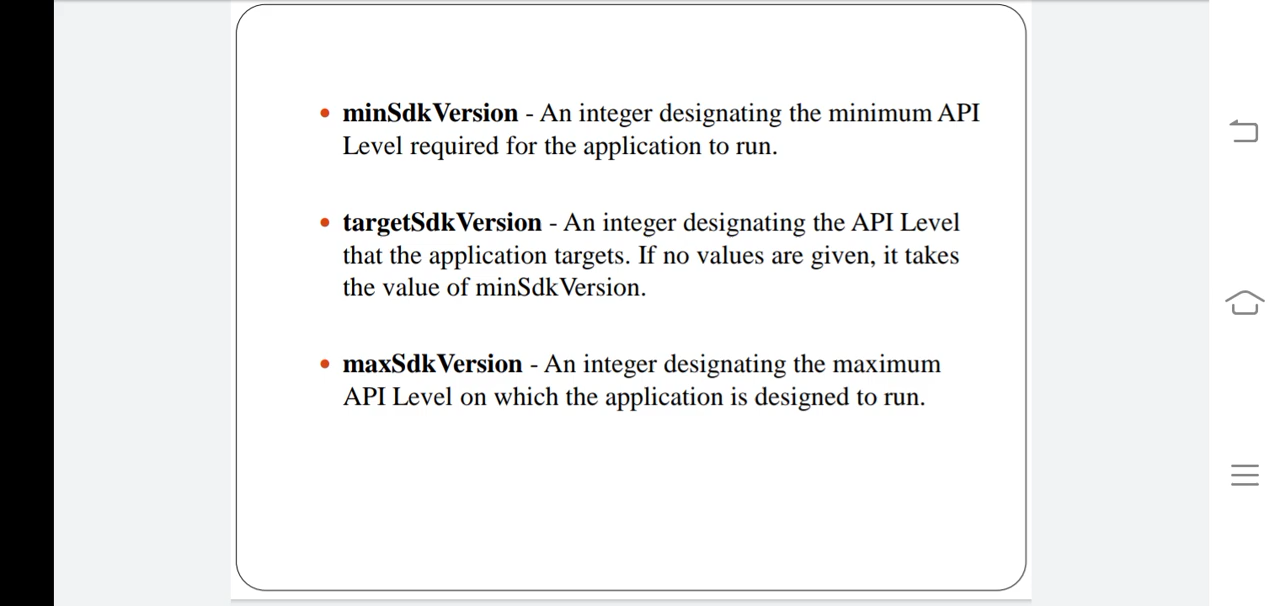 • minSdkVersion - An integer designating the minimum API
Level required for the application to run.
• targetSdkVersion - An integer designating the API Level
that the application targets. If no values are given, it takes
the value of minSdkVersion.
• maxSdkVersion - An integer designating the maximum
API Level on which the application is designed to run.